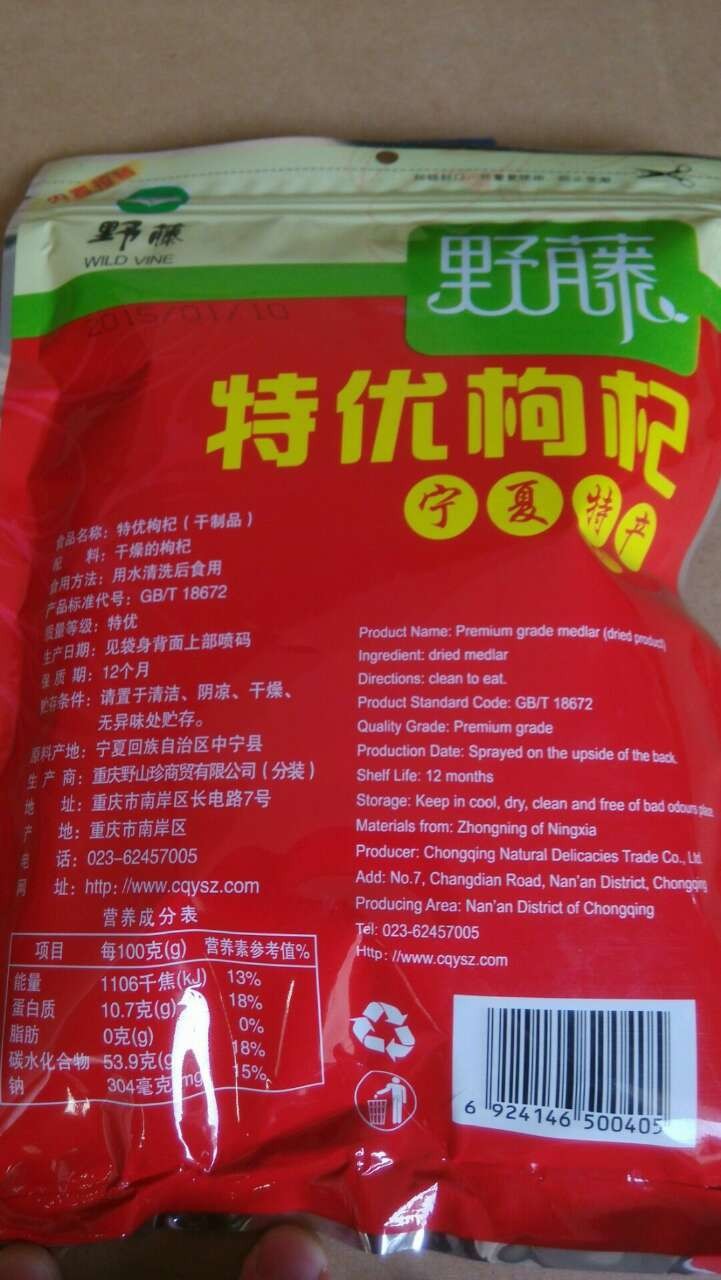 野藤
WILD VINE
野藤
2015/01/10
特优枸杞
宁夏特产
食品名称：特优枸杞（干制品）
配 料：干燥的枸杞
食用方法：用水清洗后食用
产品标准代号：GB/T 18672
质量等级：特优
生产日期：见袋身背面上部喷码
保 质 期：12个月
贮存条件：请置于清洁、阴凉、干燥、
无异味处贮存。
原料产地：宁夏回族自治区中宁县
生 产 商：重庆野山珍商贸有限公司（分装）
地 址：重庆市南岸区长电路7号
产 地：重庆市南岸区
电 话：023-62457005
网 址：http://www.cqysz.com
Product Name: Premium grade medlar (dried product)
Ingredient: dried medlar
Directions: clean to eat.
Product Standard Code: GB/T 18672
Quality Grade: Premium grade
Production Date: Sprayed on the upside of the back.
Shelf Life: 12 months
Storage: Keep in cool, dry, clean and free of bad odours place
Materials from: Zhongning of Ningxia
Producer: Chongqing Natural Delicacies Trade Co., Ltd.
Add: No.7, Changdian Road, Nan'an District, Chongqing
Producing Area: Nan'an District of Chongqing
Tel: 023-62457005
Http: //www.cqysz.com
营养成分表
项目 每100克(g) 营养素参考值%
能量 1106千焦(kJ) 13%
蛋白质 10.7克(g) 18%
脂肪 0克(g) 0%
碳水化合物 53.9克(g) 18%
钠 304毫克(mg) 15%
6 924146 500405